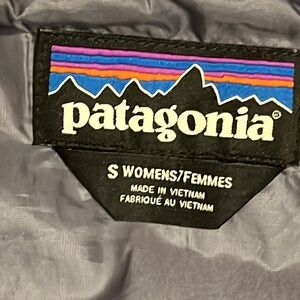 patagonia®
S WOMENS/FEMMES
MADE IN VIETNAM
FABRIQUÉ AU VIETNAM